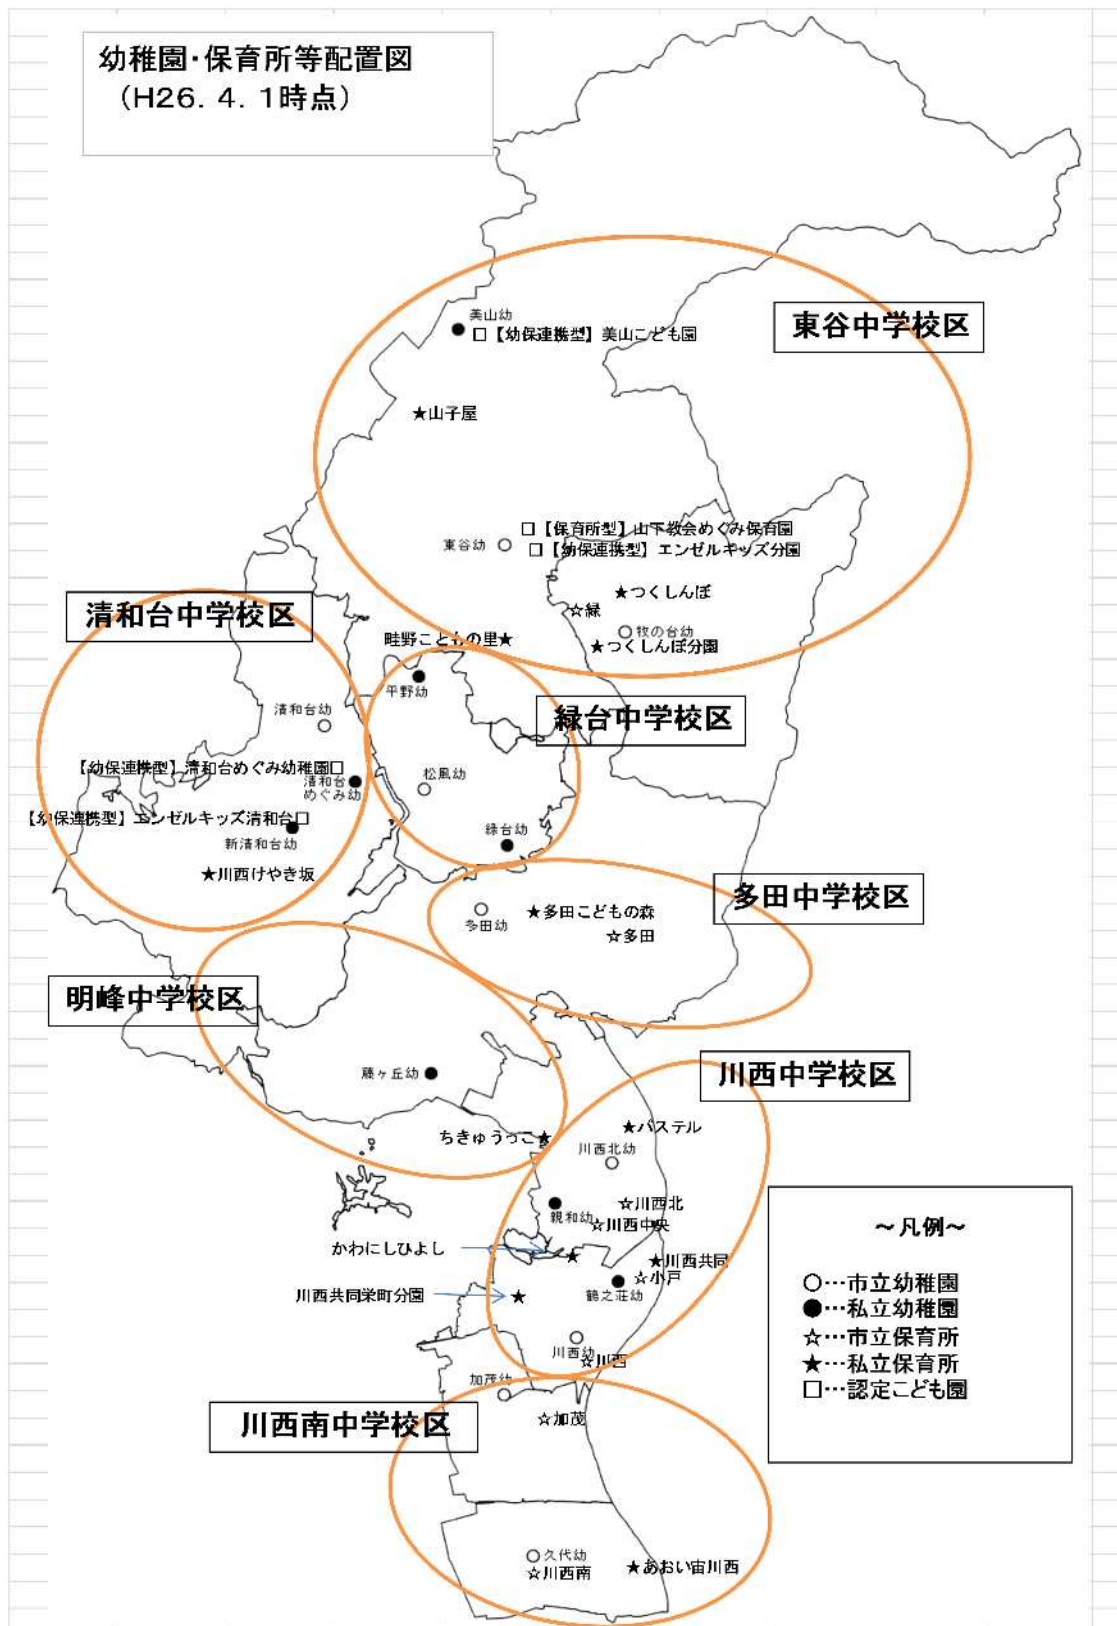 幼稚園・保育所等配置図
（H26．4．1時点）
東谷中学校区
美山幼
●
□【幼保連携型】美山こども園
★山子屋
□【保育所型】山下教会めぐみ保育園
東谷幼 ○
□【幼保連携型】エンゼルキッズ分園
★つくしんぼ
☆緑
○牧の台幼
★つくしんぼ分園
畦野こどもの里★
清和台中学校区
清和台幼
○
【幼保連携型】清和台めぐみ幼稚園□
清和台
めぐみ幼
●
【幼保連携型】エンゼルキッズ清和台□
●
新清和台幼
★川西けやき坂
緑台中学校区
●
平野幼
松風幼
○
緑台幼
●
多田中学校区
○
多田幼
★多田こどもの森
☆多田
明峰中学校区
藤ヶ丘幼 ●
ちきゅうっこ★
川西中学校区
★パステル
川西北幼
○
●
親和幼
☆川西北
☆川西中央
かわにしひよし
★
★川西共同
☆小戸
●
鶴之荘幼
川西共同栄町分園
★
○
川西幼
☆川西
川西南中学校区
加茂幼
○
☆加茂
○久代幼
☆川西南
★あおい宙川西
～凡例～
○…市立幼稚園
●…私立幼稚園
☆…市立保育所
★…私立保育所
□…認定こども園